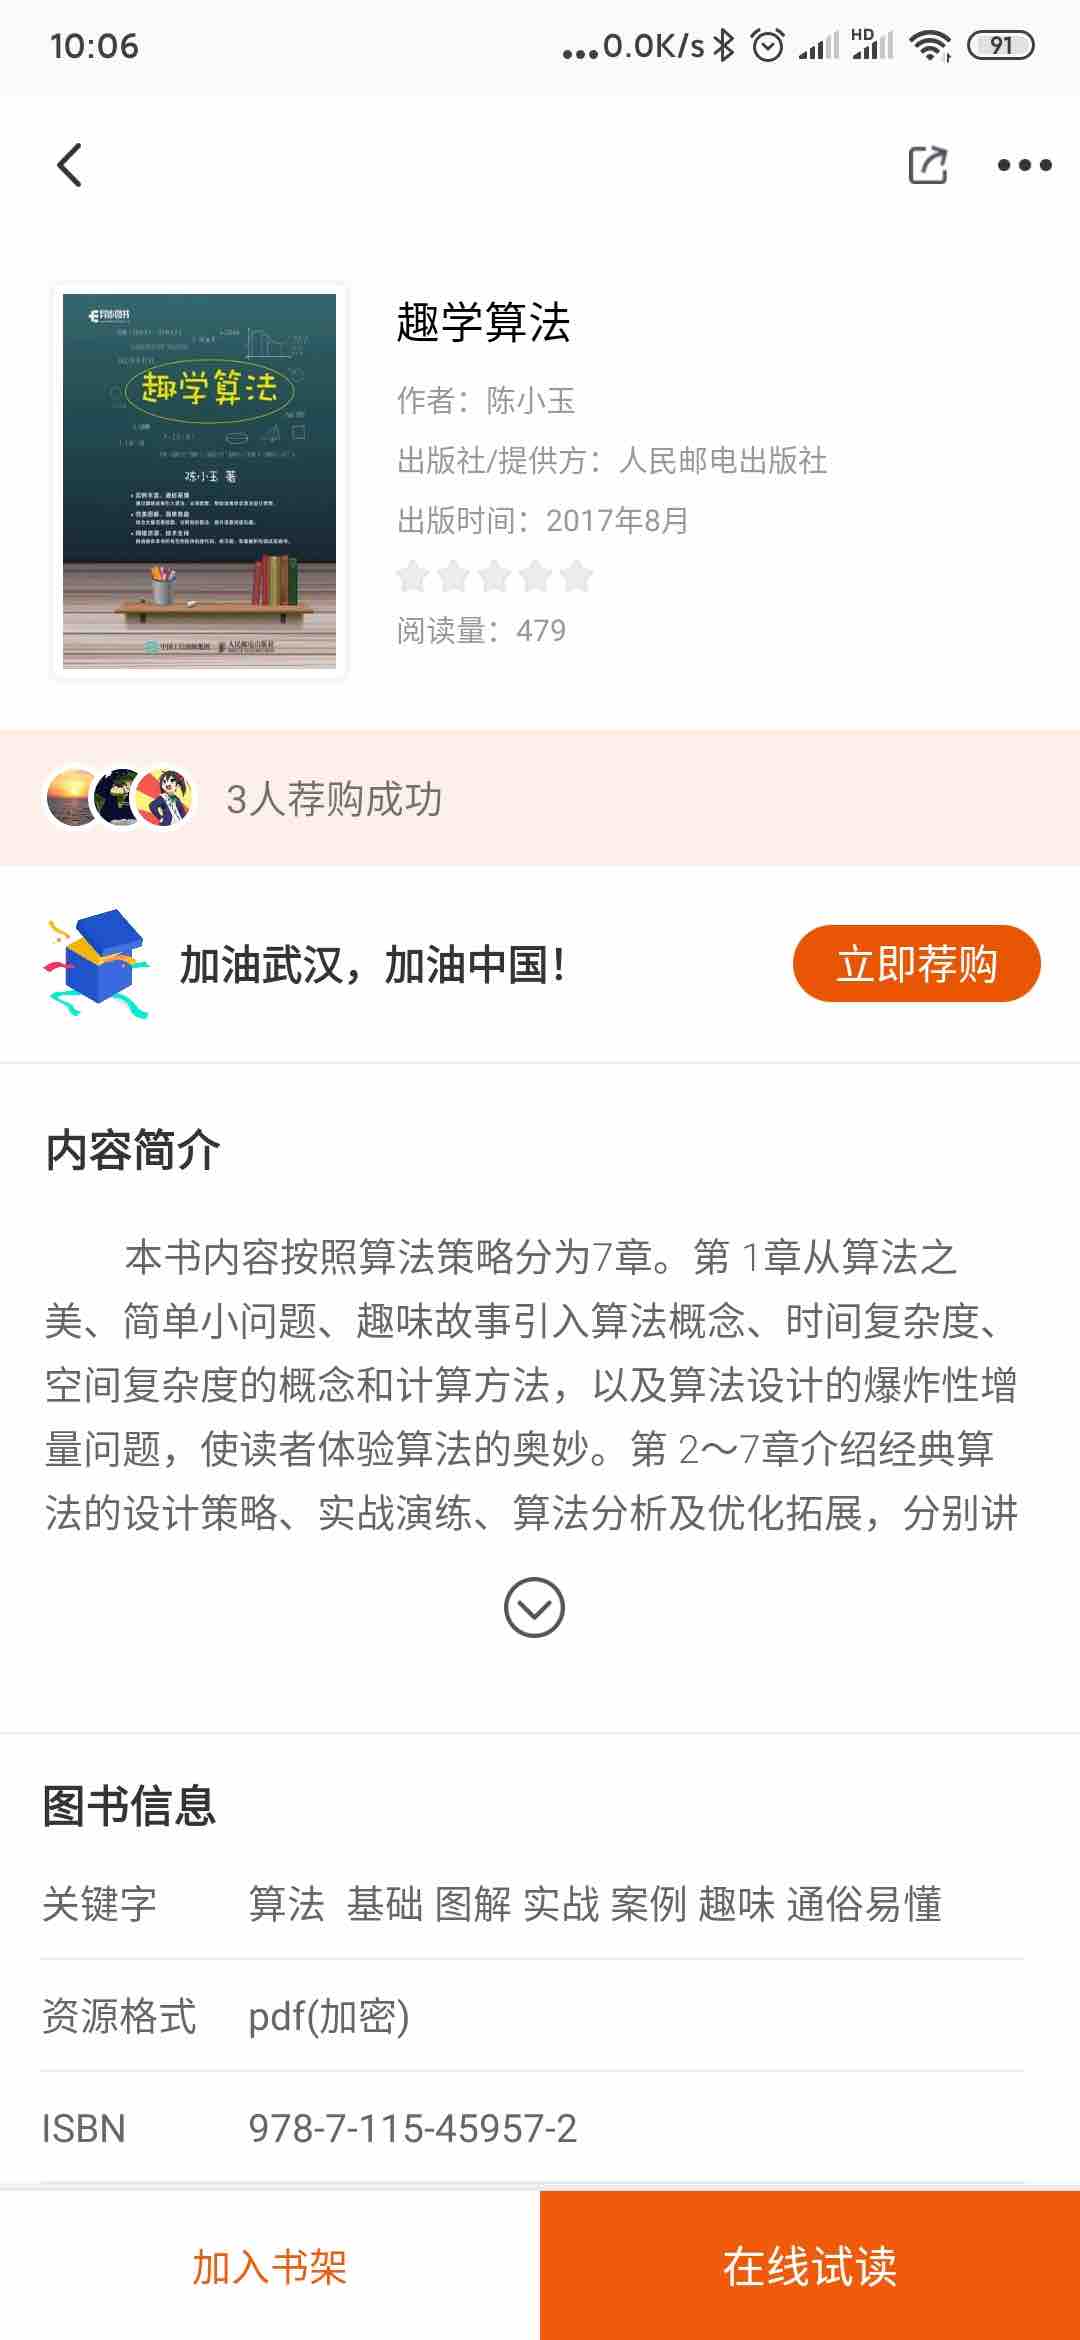 10:06
...0.0K/s
HD
91
异步图书
趣学算法
陈小玉 著
趣学算法
作者：陈小玉
出版社/提供方：人民邮电出版社
出版时间：2017年8月
阅读量：479
3人荐购成功
加油武汉，加油中国！
立即荐购
内容简介
本书内容按照算法策略分为7章。第 1章从算法之
美、简单小问题、趣味故事引入算法概念、时间复杂度、
空间复杂度的概念和计算方法，以及算法设计的爆炸性增
量问题，使读者体验算法的奥妙。第 2～7章介绍经典算
法的设计策略、实战演练、算法分析及优化拓展，分别讲
图书信息
关键字 算法 基础 图解 实战 案例 趣味 通俗易懂
资源格式 pdf(加密)
ISBN 978-7-115-45957-2
加入书架
在线试读